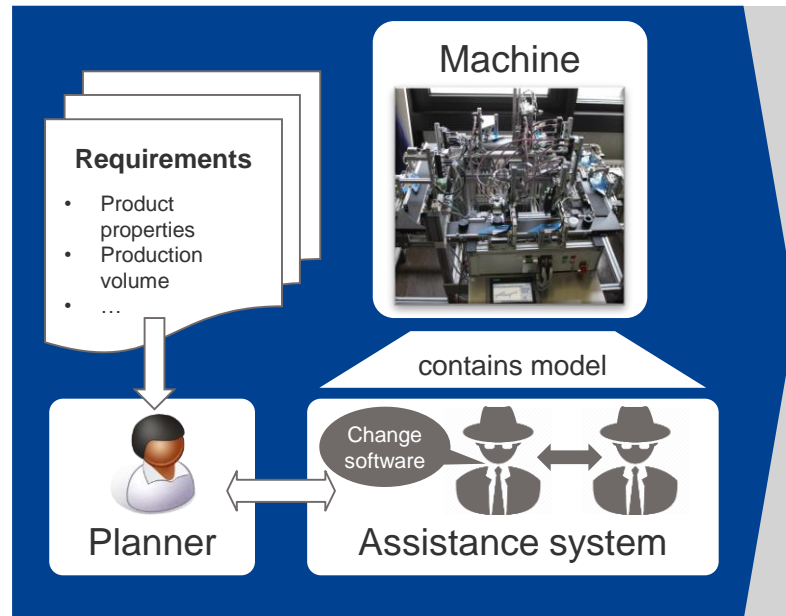 Machine
Requirements
• Product
properties
• Production
volume
• …
contains model
Change
software
Planner
Assistance system